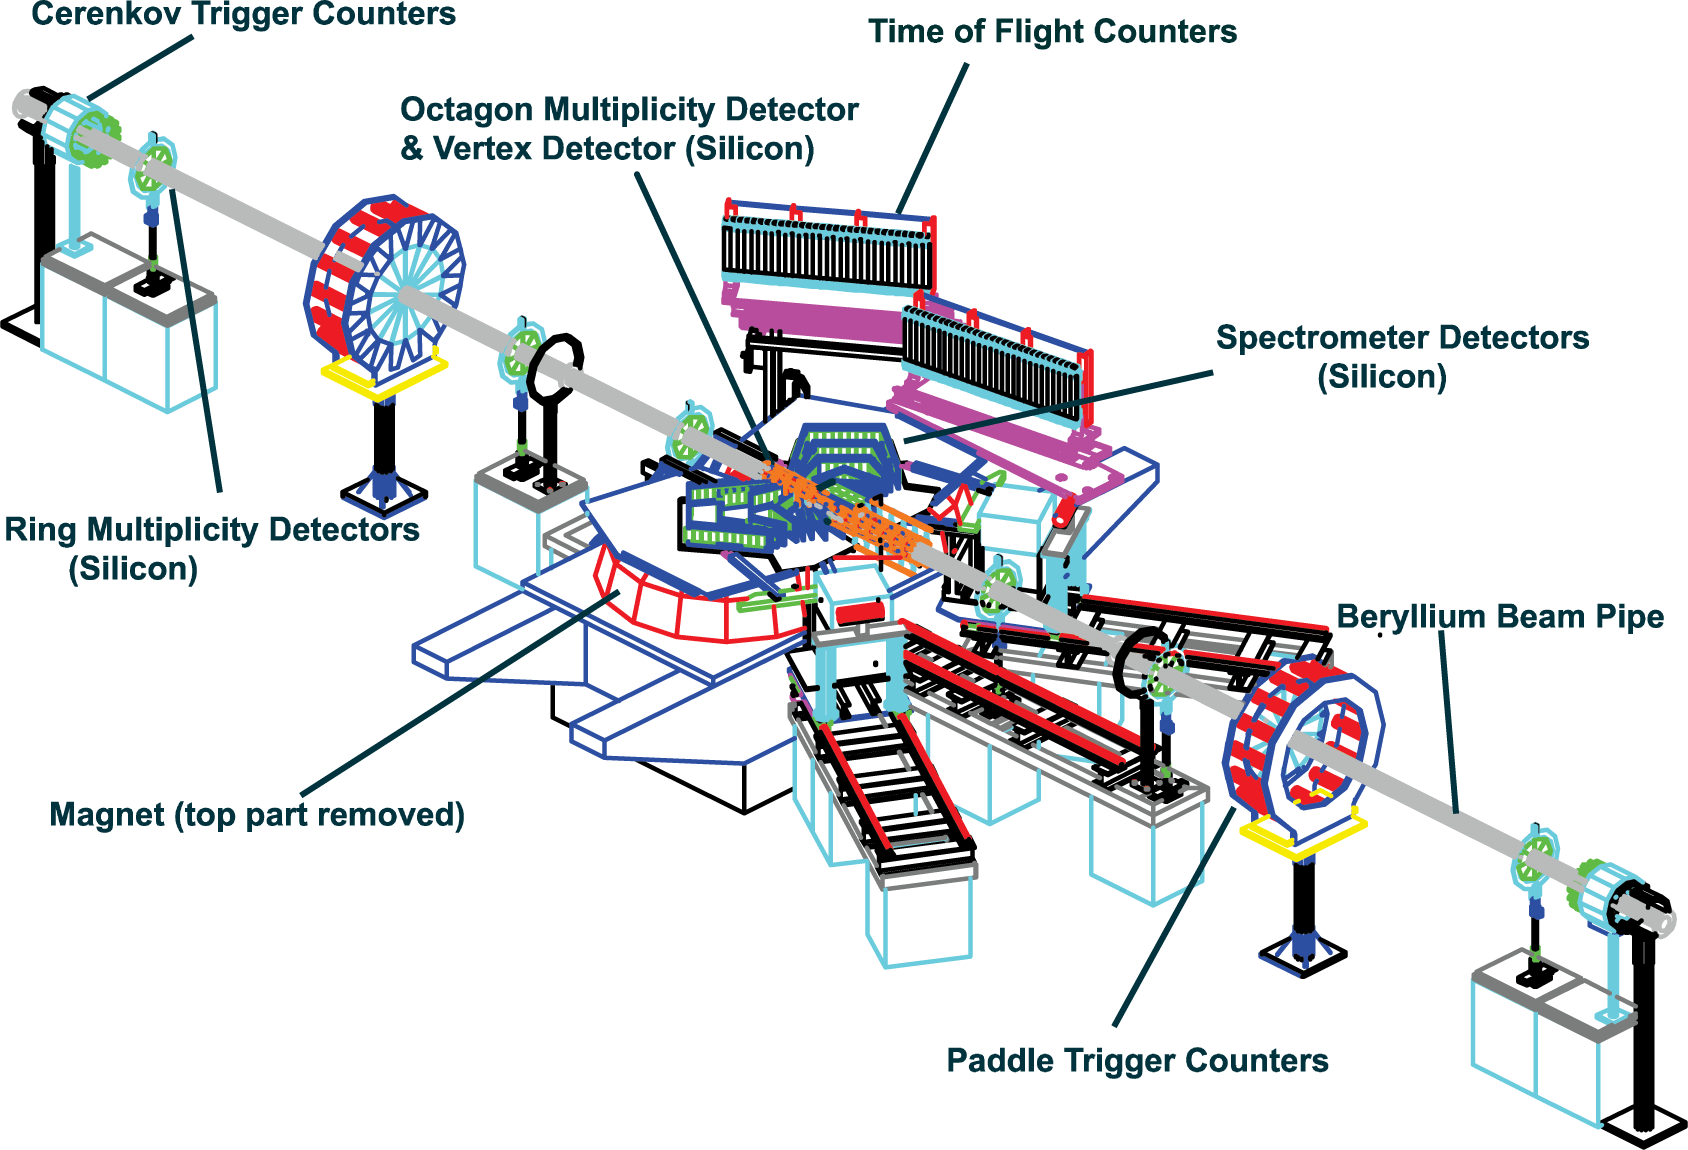 Cerenkov Trigger Counters
Time of Flight Counters
Octagon Multiplicity Detector
& Vertex Detector (Silicon)
Spectrometer Detectors
(Silicon)
Ring Multiplicity Detectors
(Silicon)
Beryllium Beam Pipe
Magnet (top part removed)
Paddle Trigger Counters